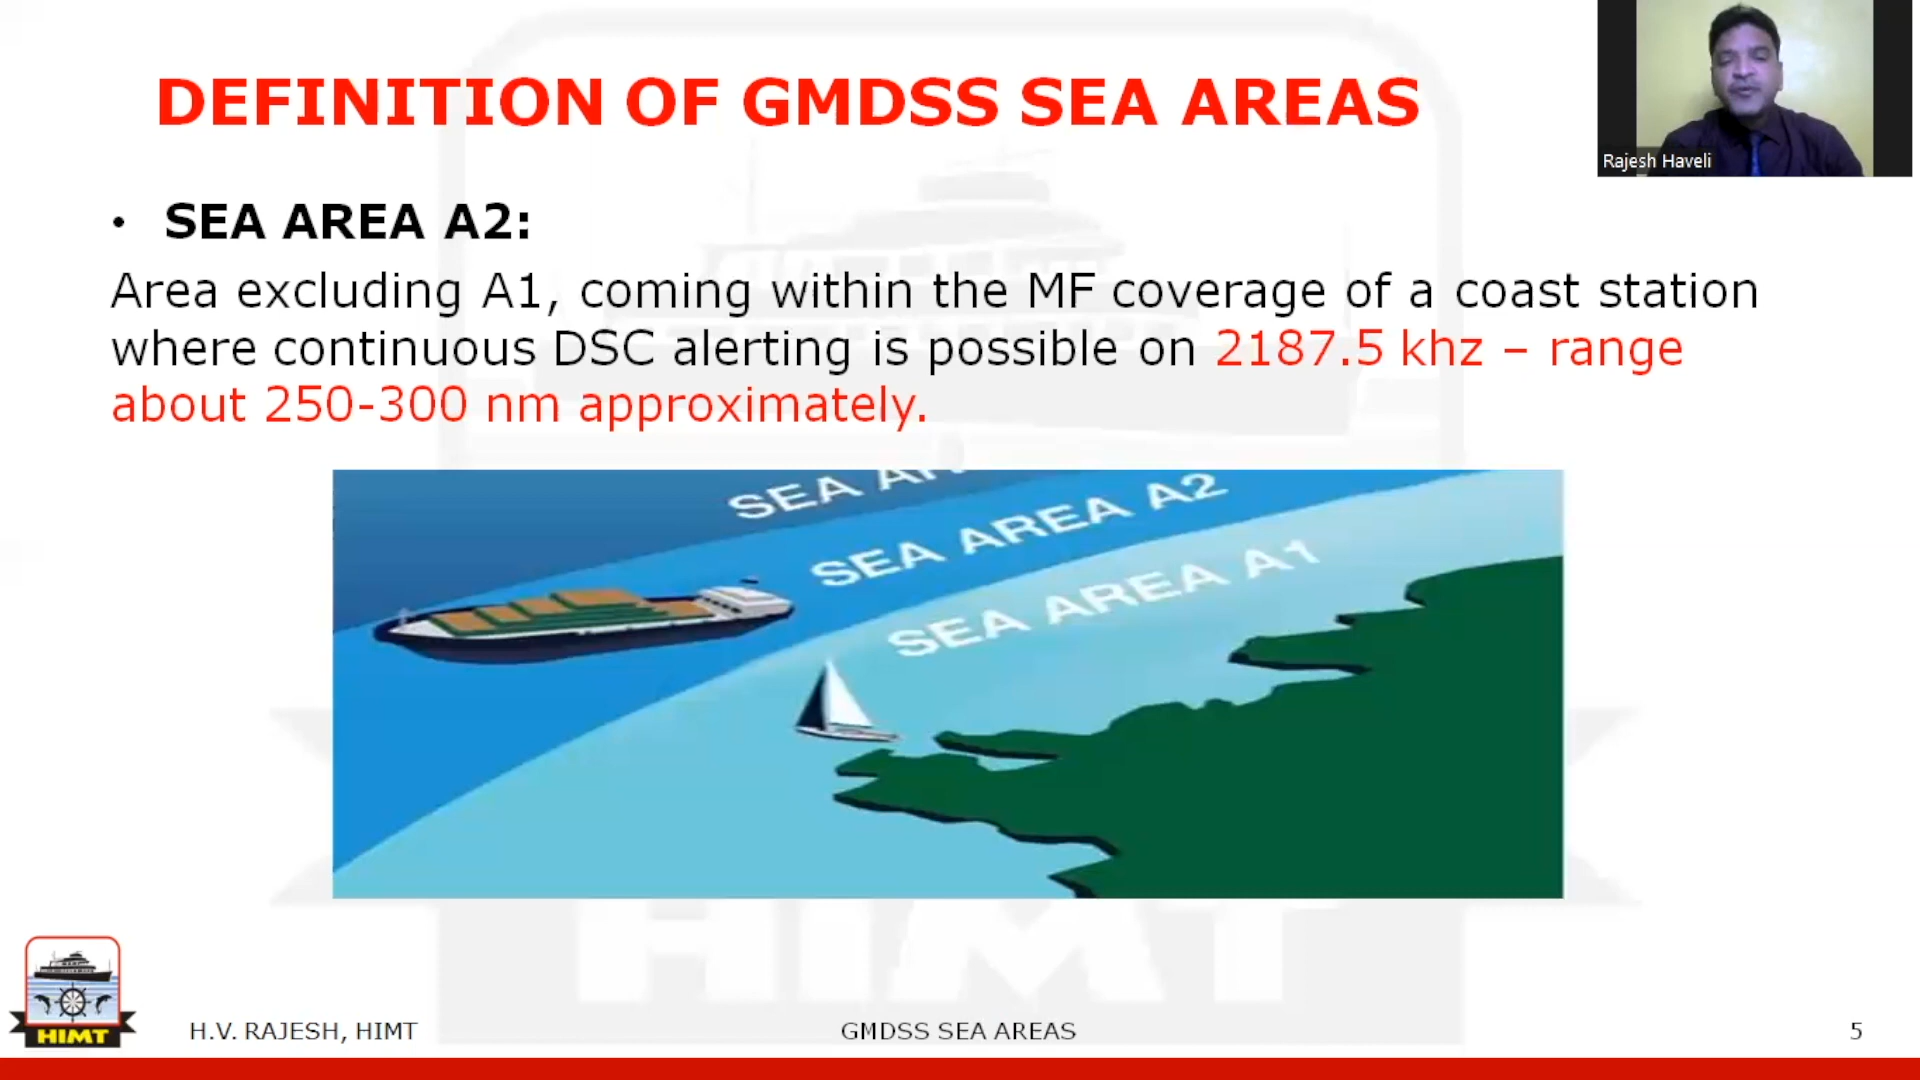 DEFINITION OF GMDSS SEA AREAS
Rajesh Haveli
• SEA AREA A2:
Area excluding A1, coming within the MF coverage of a coast station
where continuous DSC alerting is possible on 2187.5 khz – range
about 250-300 nm approximately.
SEA
SEA AREA A2
SEA AREA A1
HIMT
HIMT
H.V. RAJESH, HIMT
GMDSS SEA AREAS
5